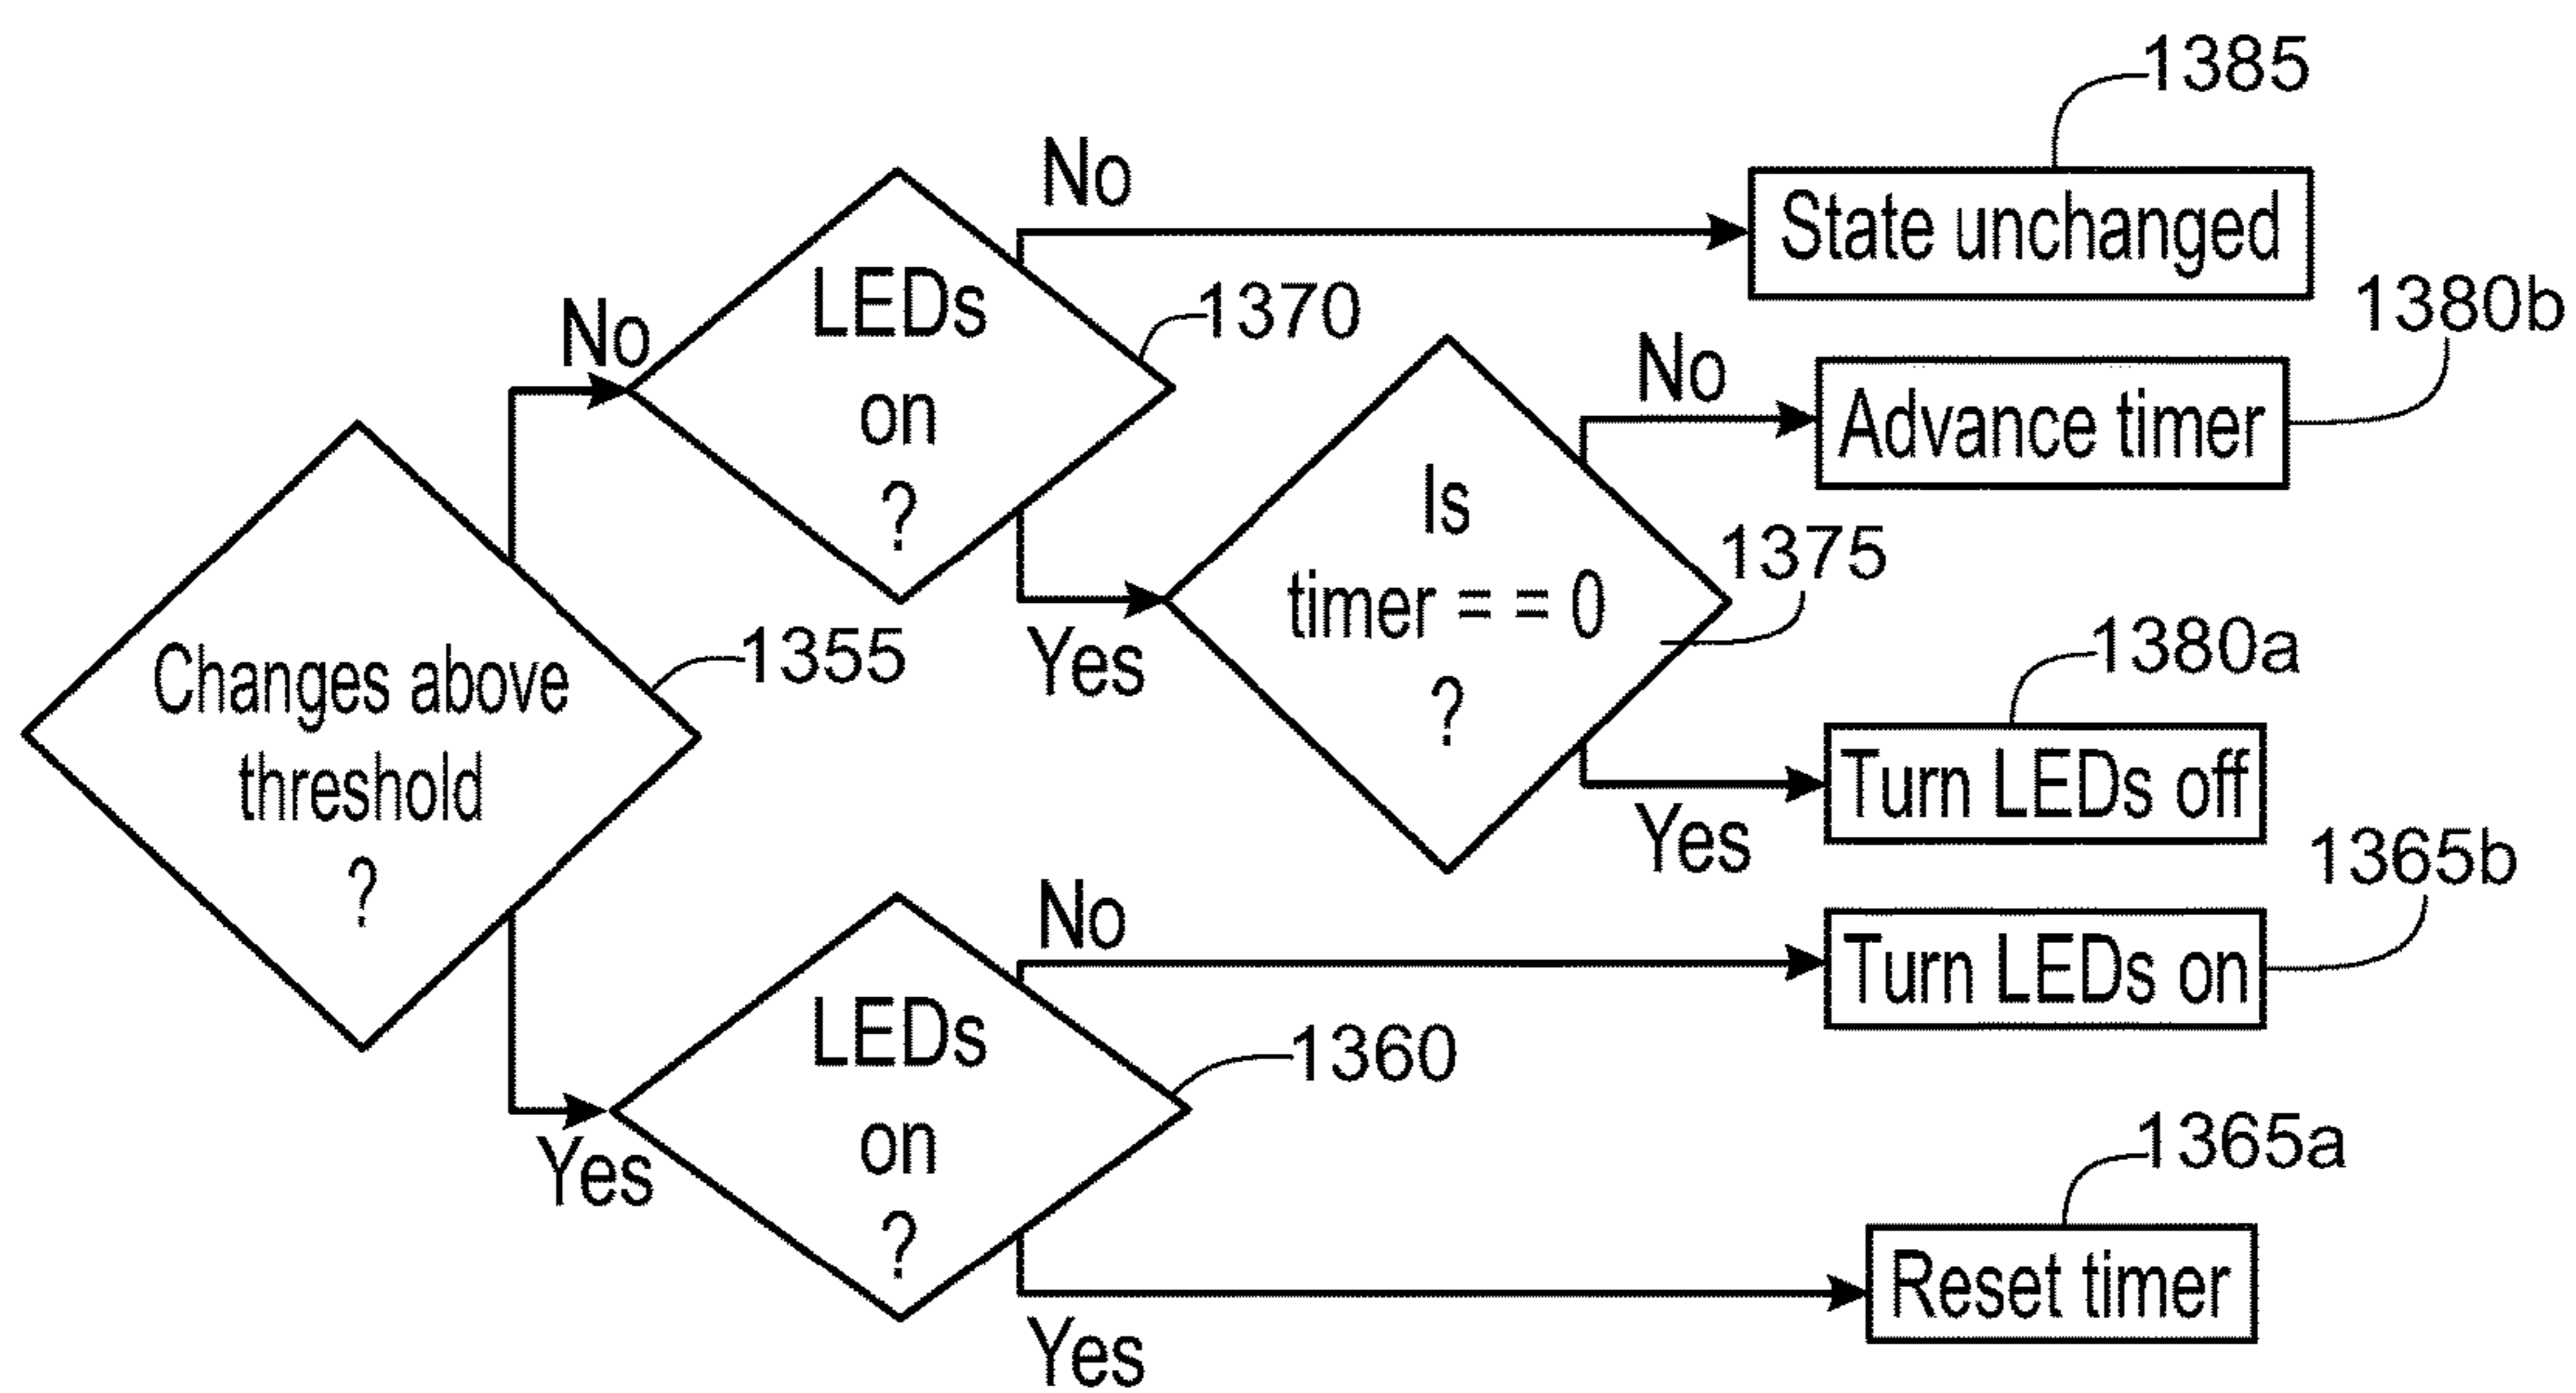 1385
No
State unchanged
LEDs
on
?
1370
1380b
No
No
Advance timer
Is
timer = = 0
?
1375
Changes above
threshold
?
1355
Yes
1380a
Turn LEDs off
Yes
1365b
No
Turn LEDs on
LEDs
on
?
1360
Yes
1365a
Reset timer
Yes